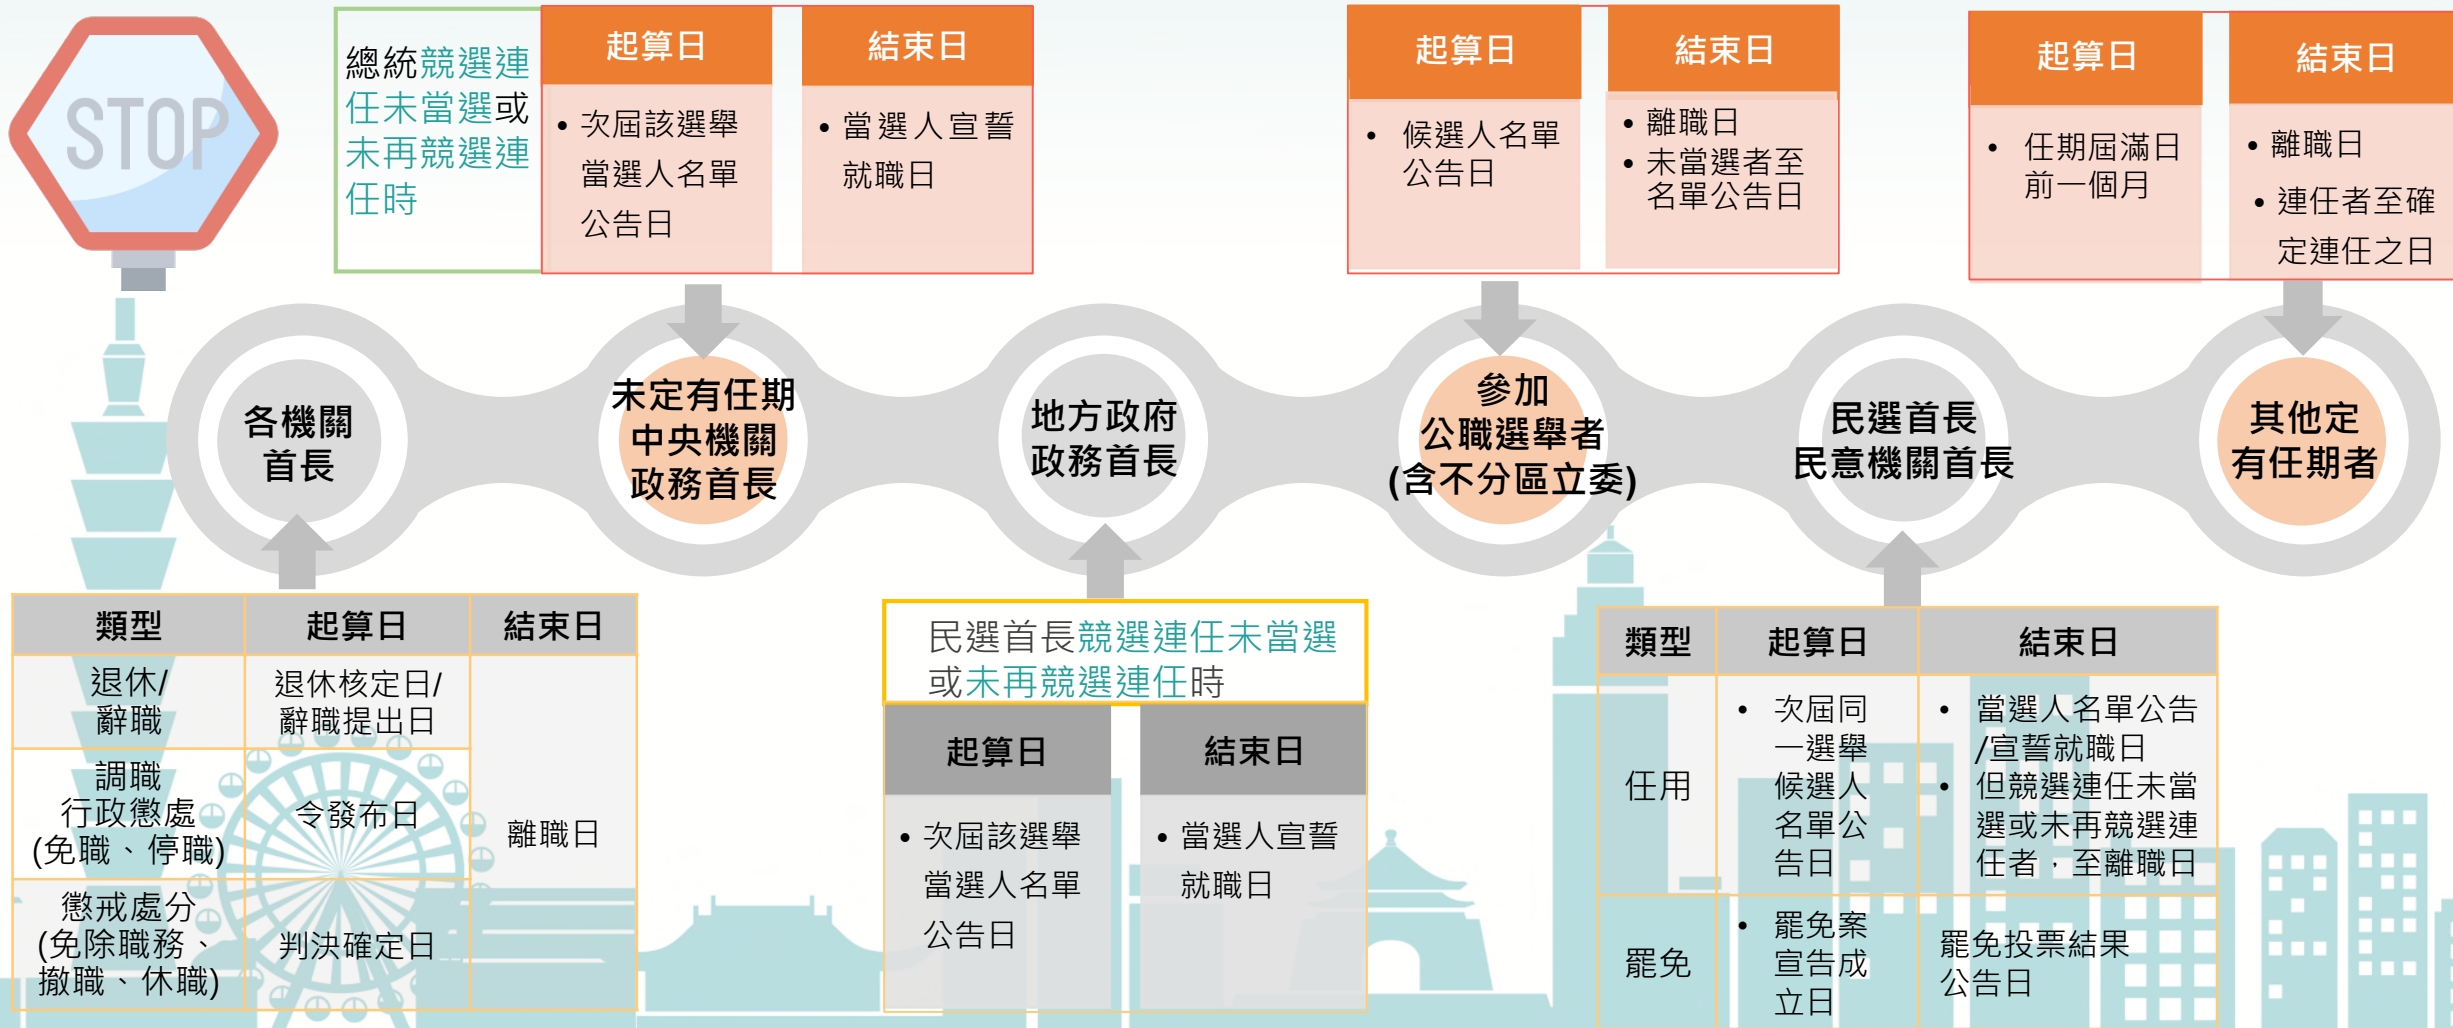 STOP
總統競選連
任未當選或
未再競選連
任時
起算日
結束日
• 次屆該選舉
當選人名單
公告日
• 當選人宣誓
就職日
起算日
結束日
• 候選人名單
公告日
• 離職日
• 未當選者至
名單公告日
起算日
結束日
• 任期屆滿日
前一個月
• 離職日
• 連任者至確
定連任之日
各機關
首長
未定有任期
中央機關
政務首長
地方政府
政務首長
參加
公職選舉者
(含不分區立委)
民選首長
民意機關首長
其他定
有任期者
類型
起算日
結束日
退休/
辭職
退休核定日/
辭職提出日
調職
行政懲處
(免職、停職)
令發布日
離職日
懲戒處分
(免除職務、
撤職、休職)
判決確定日
民選首長競選連任未當選
或未再競選連任時
起算日
結束日
• 次屆該選舉
當選人名單
公告日
• 當選人宣誓
就職日
類型
起算日
結束日
任用
• 次屆同
一選舉
候選人
名單公
告日
• 當選人名單公告
/宣誓就職日
• 但競選連任未當
選或未再競選連
任者，至離職日
罷免
• 罷免案
宣告成
立日
罷免投票結果
公告日